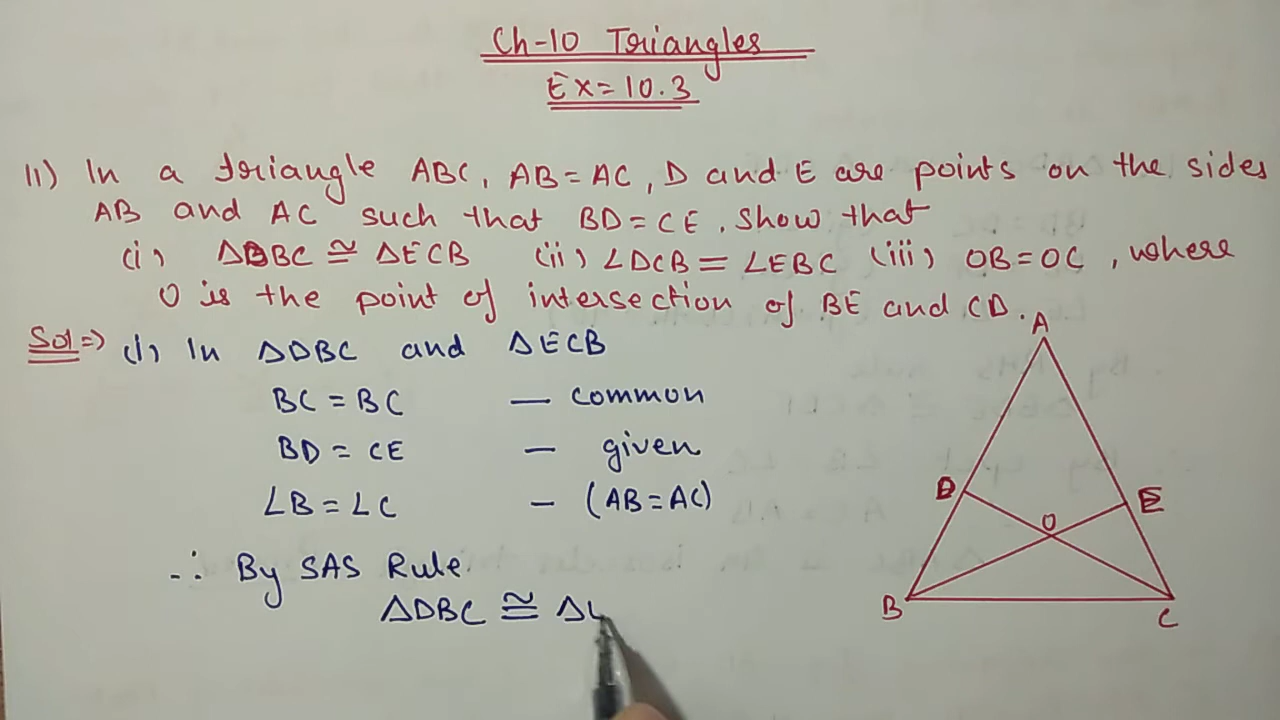 Ch-10 Triangles
Ex=10.3
11) In a triangle ABC, AB=AC, D and E are points on the sides
AB and AC such that BD=CE. Show that
(i) ΔDBC ≅ ΔECB (ii) ∠DCB = ∠EBC (iii) OB=OC, where
O is the point of intersection of BE and CD.
Sol⇒ (i) In ΔDBC and ΔECB
BC = BC — common
BD = CE — given
∠B = ∠C — (AB=AC)
∴ By SAS Rule.
ΔDBC ≅ Δ
A
D
E
O
B
C